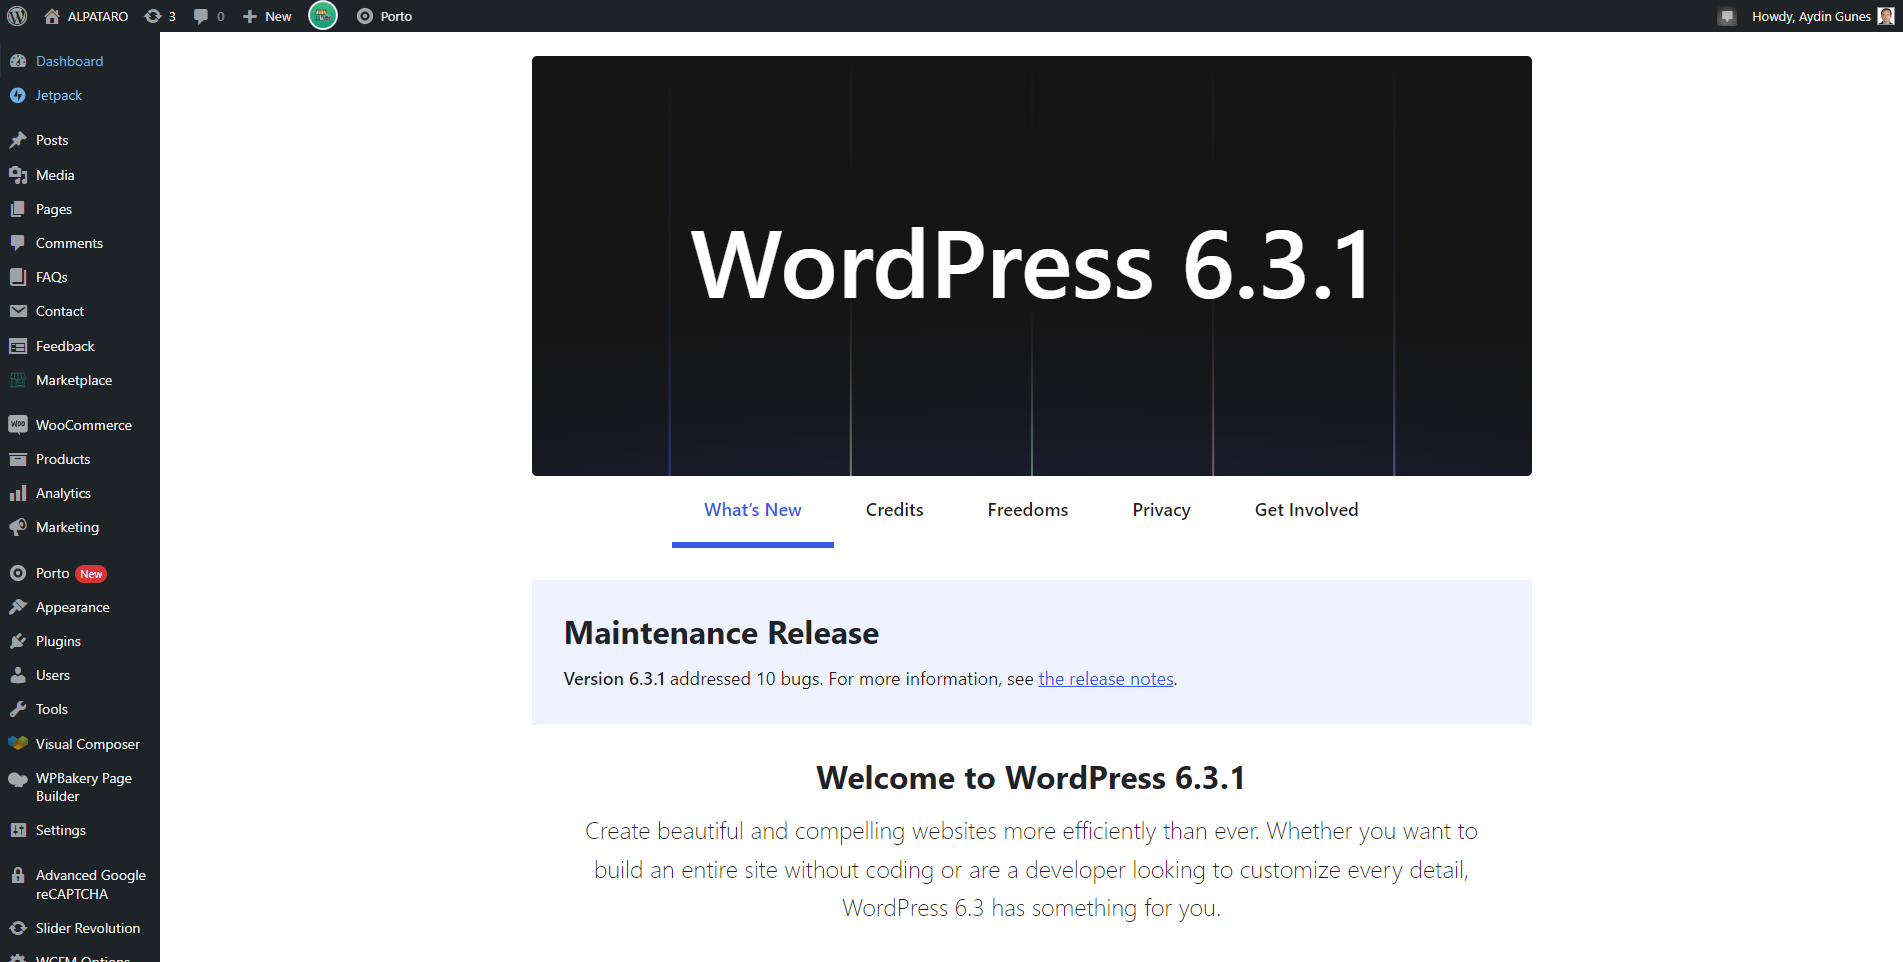 ALPATARO 3 0 New Porto Howdy, Aydin Gunes
Dashboard
Jetpack
Posts
Media
Pages
Comments
FAQs
Contact
Feedback
Marketplace
WooCommerce
Products
Analytics
Marketing
Porto New
Appearance
Plugins
Users
Tools
Visual Composer
WPBakery Page
Builder
Settings
Advanced Google
reCAPTCHA
Slider Revolution
WCFM Options
WordPress 6.3.1
What’s New Credits Freedoms Privacy Get Involved
Maintenance Release
Version 6.3.1 addressed 10 bugs. For more information, see the release notes.
Welcome to WordPress 6.3.1
Create beautiful and compelling websites more efficiently than ever. Whether you want to
build an entire site without coding or are a developer looking to customize every detail,
WordPress 6.3 has something for you.